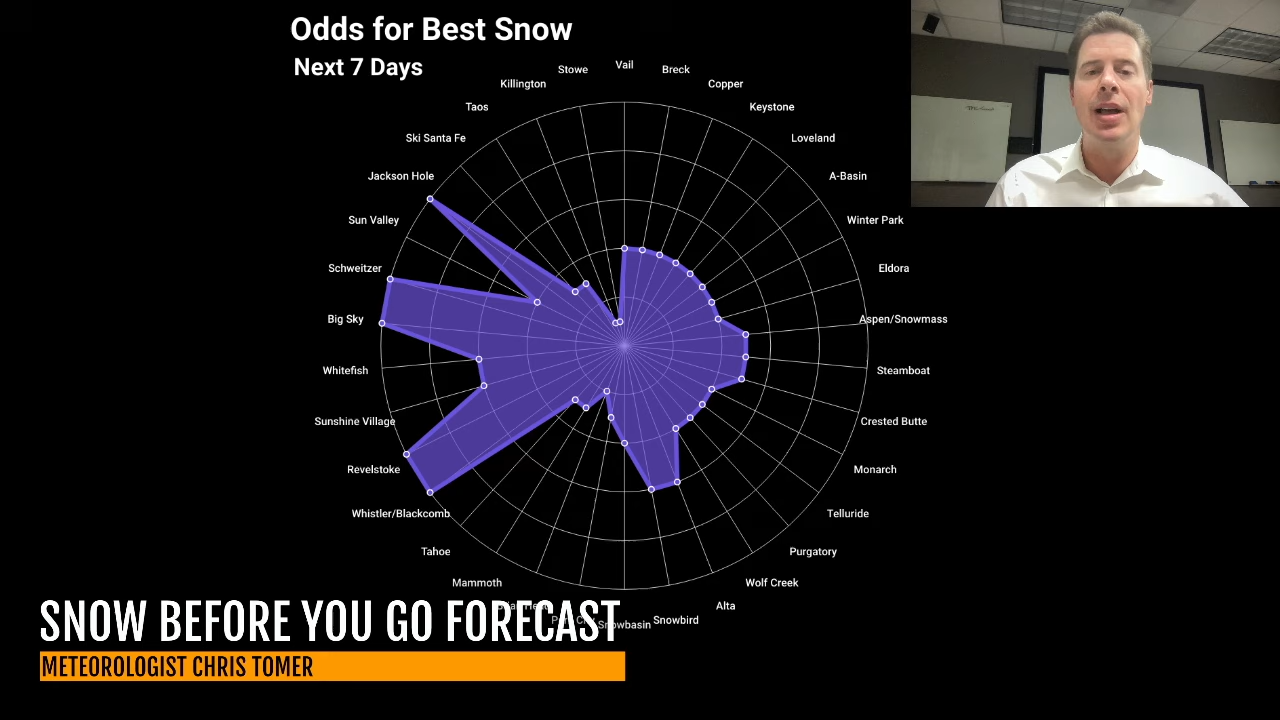 Odds for Best Snow
Next 7 Days
Vail
Breck
Copper
Keystone
Loveland
A-Basin
Winter Park
Eldora
Aspen/Snowmass
Steamboat
Crested Butte
Monarch
Telluride
Purgatory
Wolf Creek
Alta
Snowbird
Snowbasin
Mammoth
Tahoe
Whistler/Blackcomb
Revelstoke
Sunshine Village
Whitefish
Big Sky
Schweitzer
Sun Valley
Jackson Hole
Ski Santa Fe
Taos
Killington
Stowe
SNOW BEFORE YOU GO FORECAST
METEOROLOGIST CHRIS TOMER